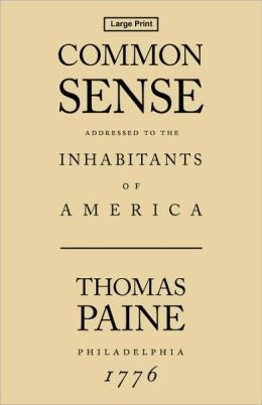 Large Print
COMMON
SENSE
ADDRESSED TO THE
INHABITANTS
OF
AMERICA
THOMAS
PAINE
PHILADELPHIA
1776